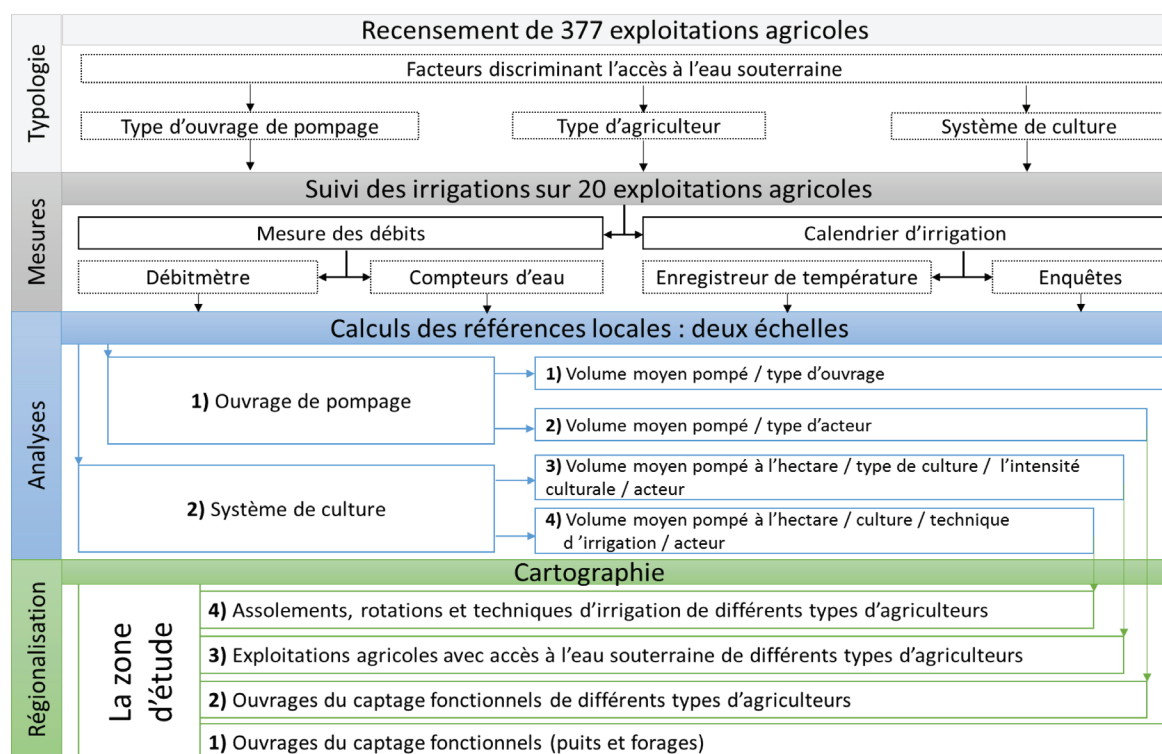 Typologie
Recensement de 377 exploitations agricoles
Facteurs discriminant l'accès à l'eau souterraine
Type d'ouvrage de pompage
Type d'agriculteur
Système de culture
Mesures
Suivi des irrigations sur 20 exploitations agricoles
Mesure des débits
Calendrier d'irrigation
Débitmètre
Compteurs d'eau
Enregistreur de température
Enquêtes
Analyses
Calculs des références locales : deux échelles
1) Ouvrage de pompage
1) Volume moyen pompé / type d'ouvrage
2) Volume moyen pompé / type d'acteur
2) Système de culture
3) Volume moyen pompé à l'hectare / type de culture / l'intensité
culturale / acteur
4) Volume moyen pompé à l'hectare / culture / technique
d 'irrigation / acteur
Régionalisation
Cartographie
La zone
d'étude
4) Assolements, rotations et techniques d'irrigation de différents types d'agriculteurs
3) Exploitations agricoles avec accès à l'eau souterraine de différents types d'agriculteurs
2) Ouvrages du captage fonctionnels de différents types d'agriculteurs
1) Ouvrages du captage fonctionnels (puits et forages)